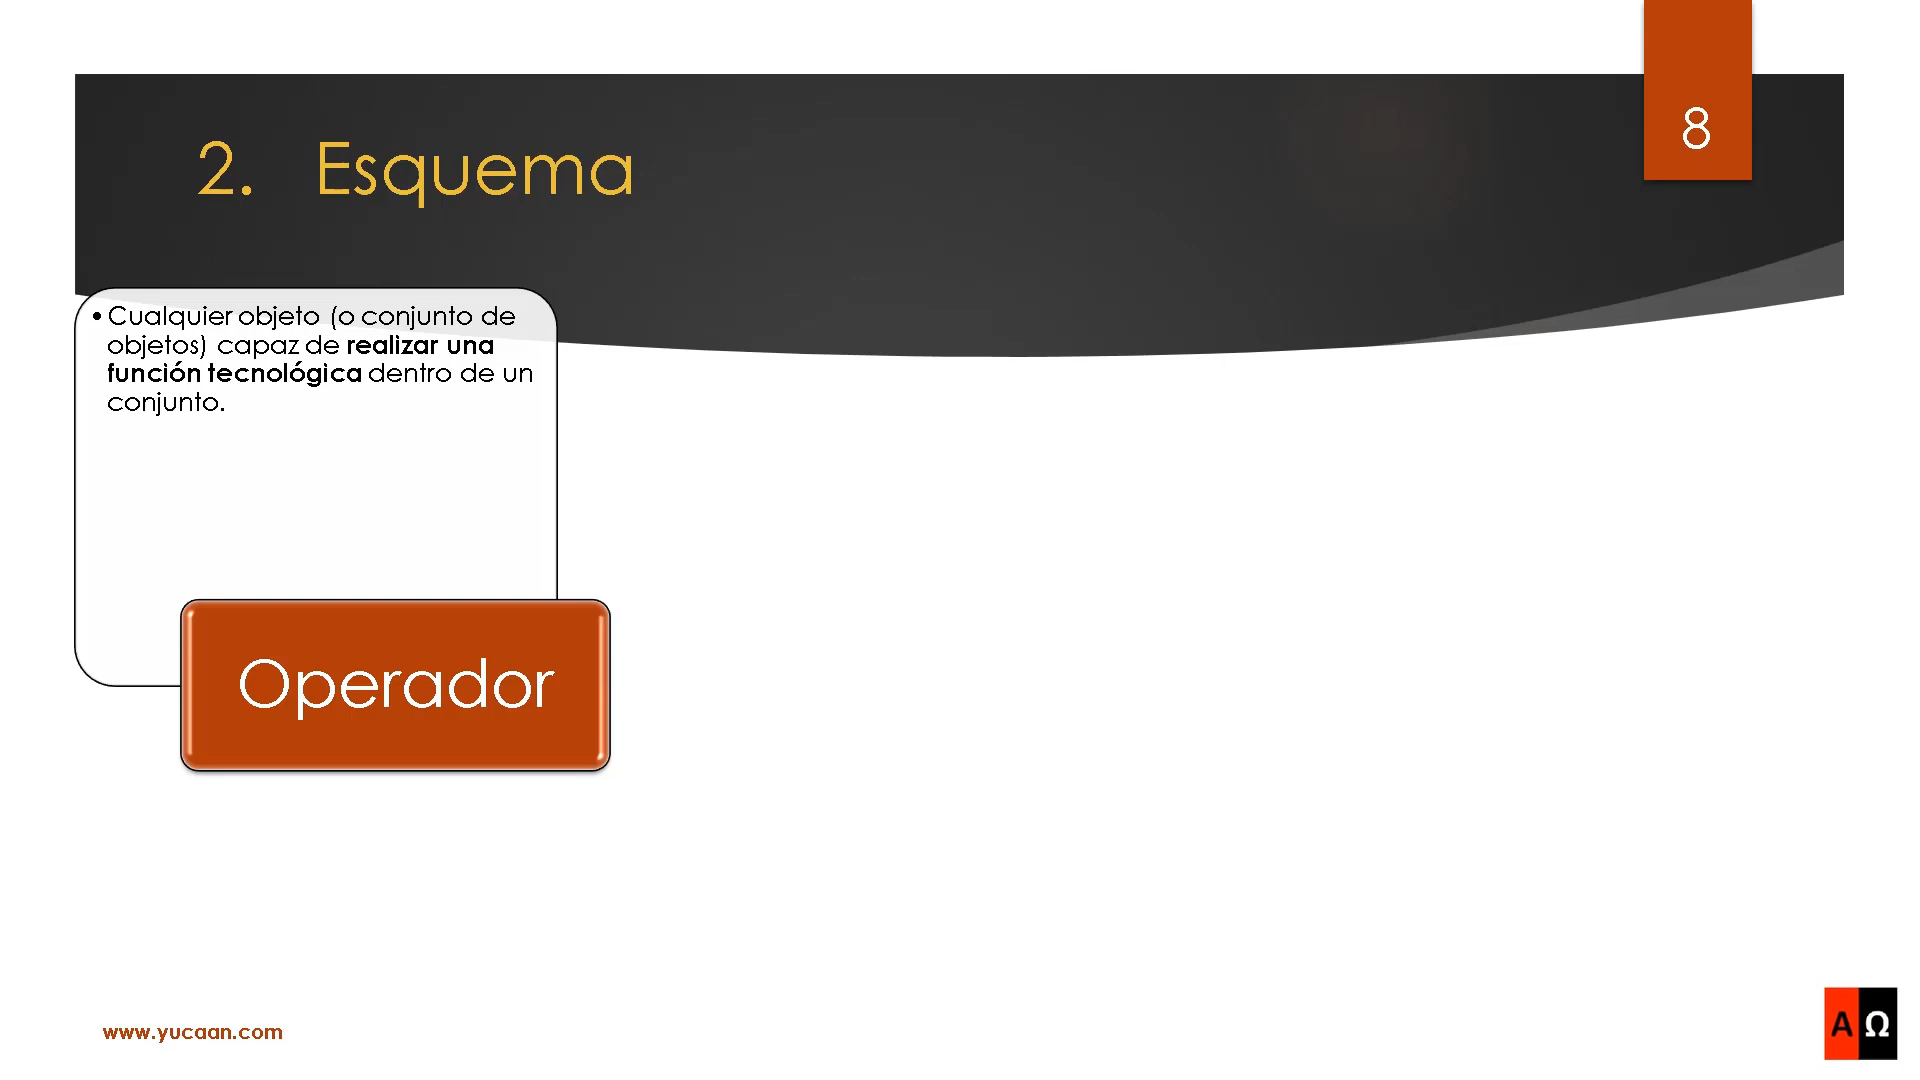 8
2. Esquema
• Cualquier objeto (o conjunto de
objetos) capaz de realizar una
función tecnológica dentro de un
conjunto.
Operador
www.yucaan.com
A Ω